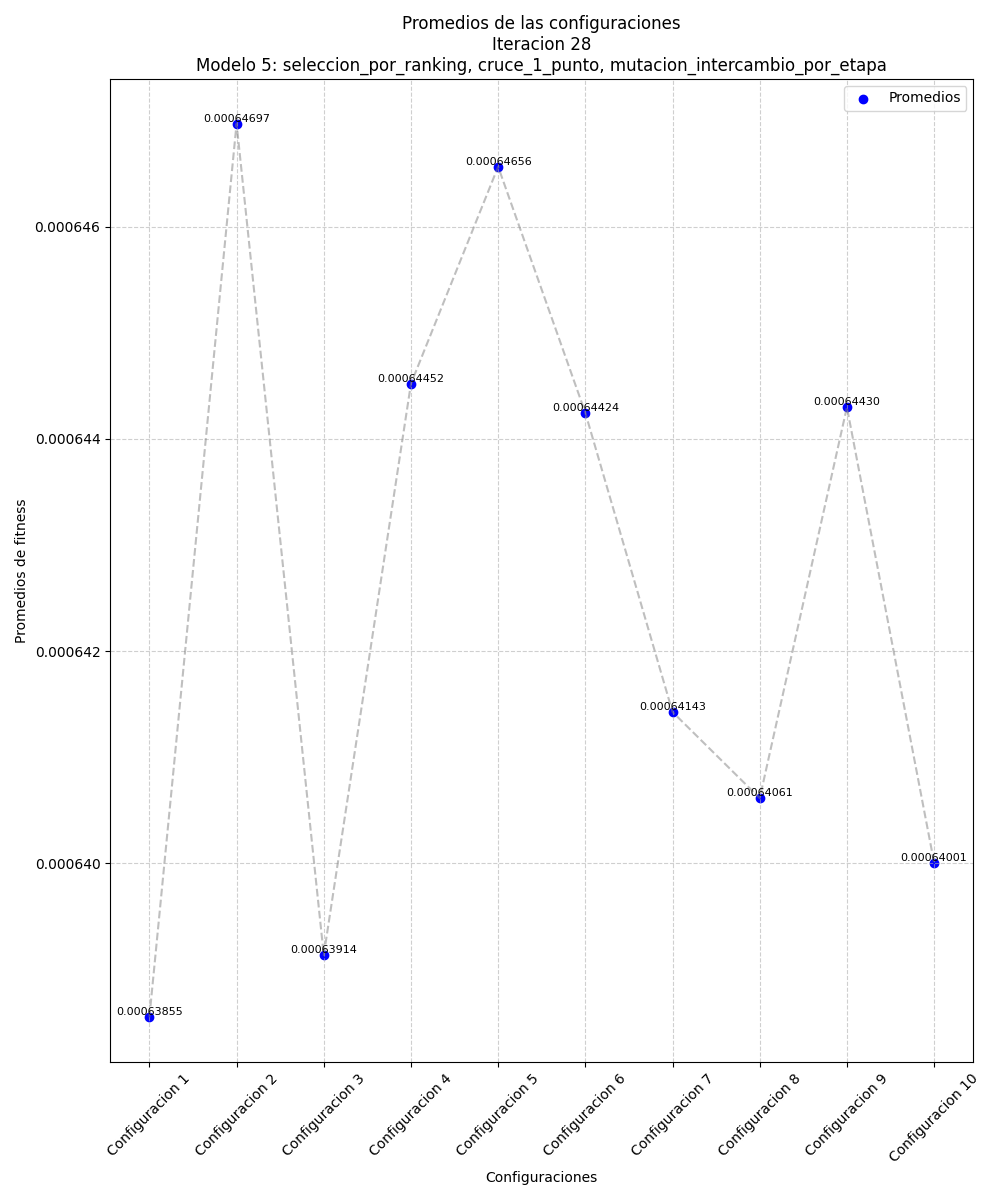 Promedios de las configuraciones
Iteracion 28
Modelo 5: seleccion_por_ranking, cruce_1_punto, mutacion_intercambio_por_etapa
Promedios
0.00064697
0.00064656
0.000646
0.00064452
0.00064424
0.00064430
0.000644
Promedios de fitness
0.000642
0.00064143
0.00064061
0.00064001
0.000640
0.00063914
0.00063855
Configuracion 1
Configuracion 2
Configuracion 3
Configuracion 4
Configuracion 5
Configuracion 6
Configuracion 7
Configuracion 8
Configuracion 9
Configuracion 10
Configuraciones